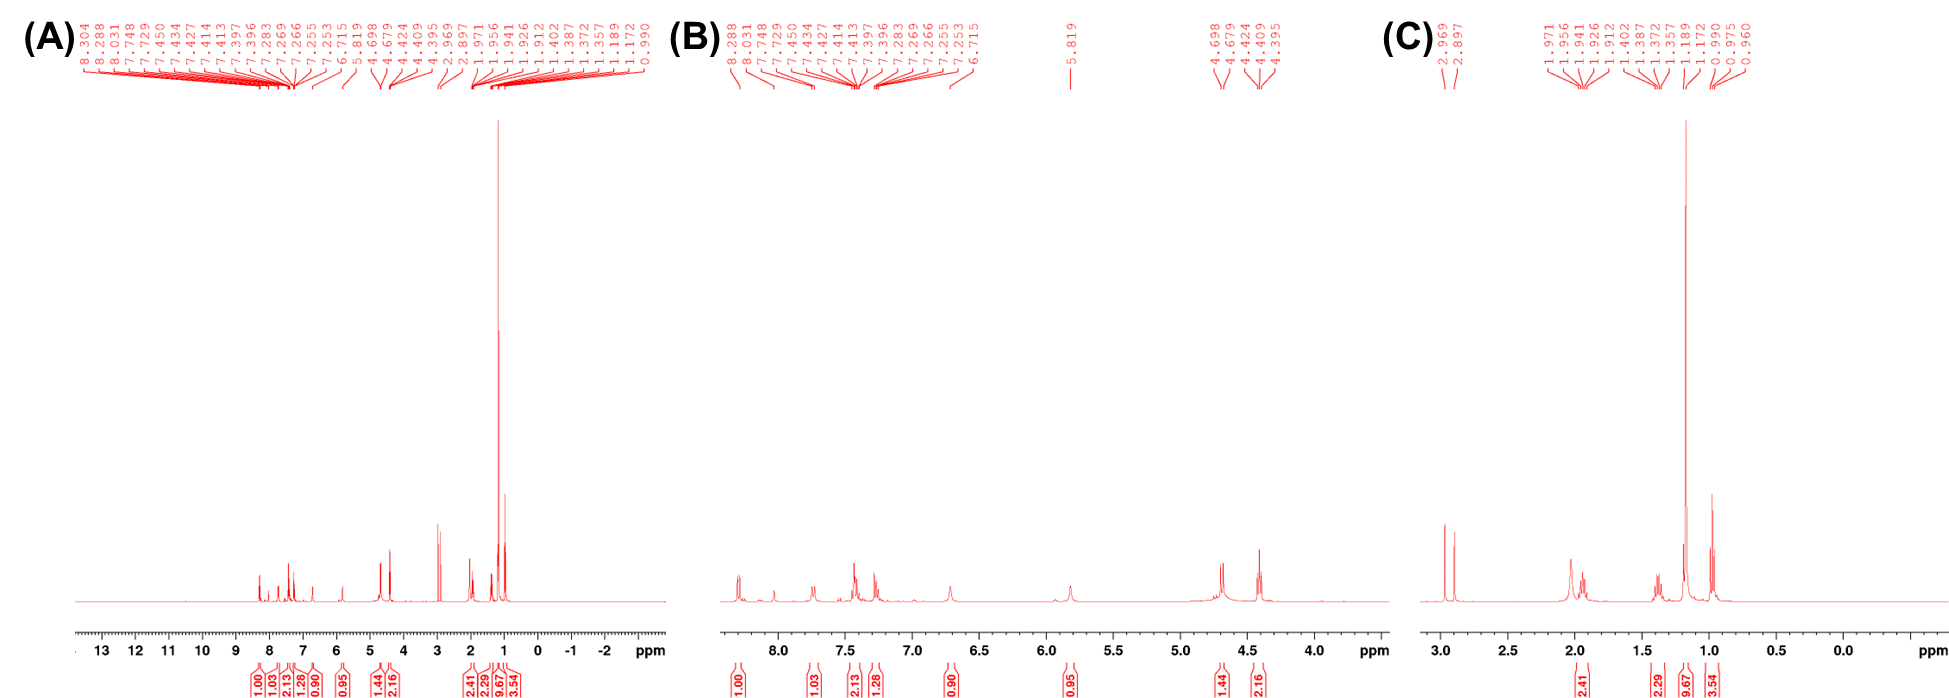 (A) 8.304 8.288 8.031 7.748 7.729 7.450 7.434 7.427 7.414 7.413 7.397 7.396 7.283 7.269 7.266 7.255 7.253 6.715 5.819 4.698 4.679 4.424 4.409 4.395 2.969 2.897 1.971 1.956 1.941 1.926 1.912 1.402 1.387 1.372 1.357 1.189 1.172 0.990
13 12 11 10 9 8 7 6 5 4 3 2 1 0 -1 -2 ppm
1.00 1.03 2.13 1.28 0.90 0.95 1.44 2.16 2.41 2.29 9.67 3.54
(B) 8.288 8.031 7.748 7.729 7.450 7.434 7.427 7.414 7.413 7.397 7.396 7.283 7.269 7.266 7.255 7.253 6.715 5.819 4.698 4.679 4.424 4.409 4.395
8.0 7.5 7.0 6.5 6.0 5.5 5.0 4.5 4.0 ppm
1.00 1.03 2.13 1.28 0.90 0.95 1.44 2.16
(C) 2.969 2.897 1.971 1.956 1.941 1.926 1.912 1.402 1.387 1.372 1.357 1.189 1.172 0.990 0.975 0.960
3.0 2.5 2.0 1.5 1.0 0.5 0.0 ppm
2.41 2.29 9.67 3.54